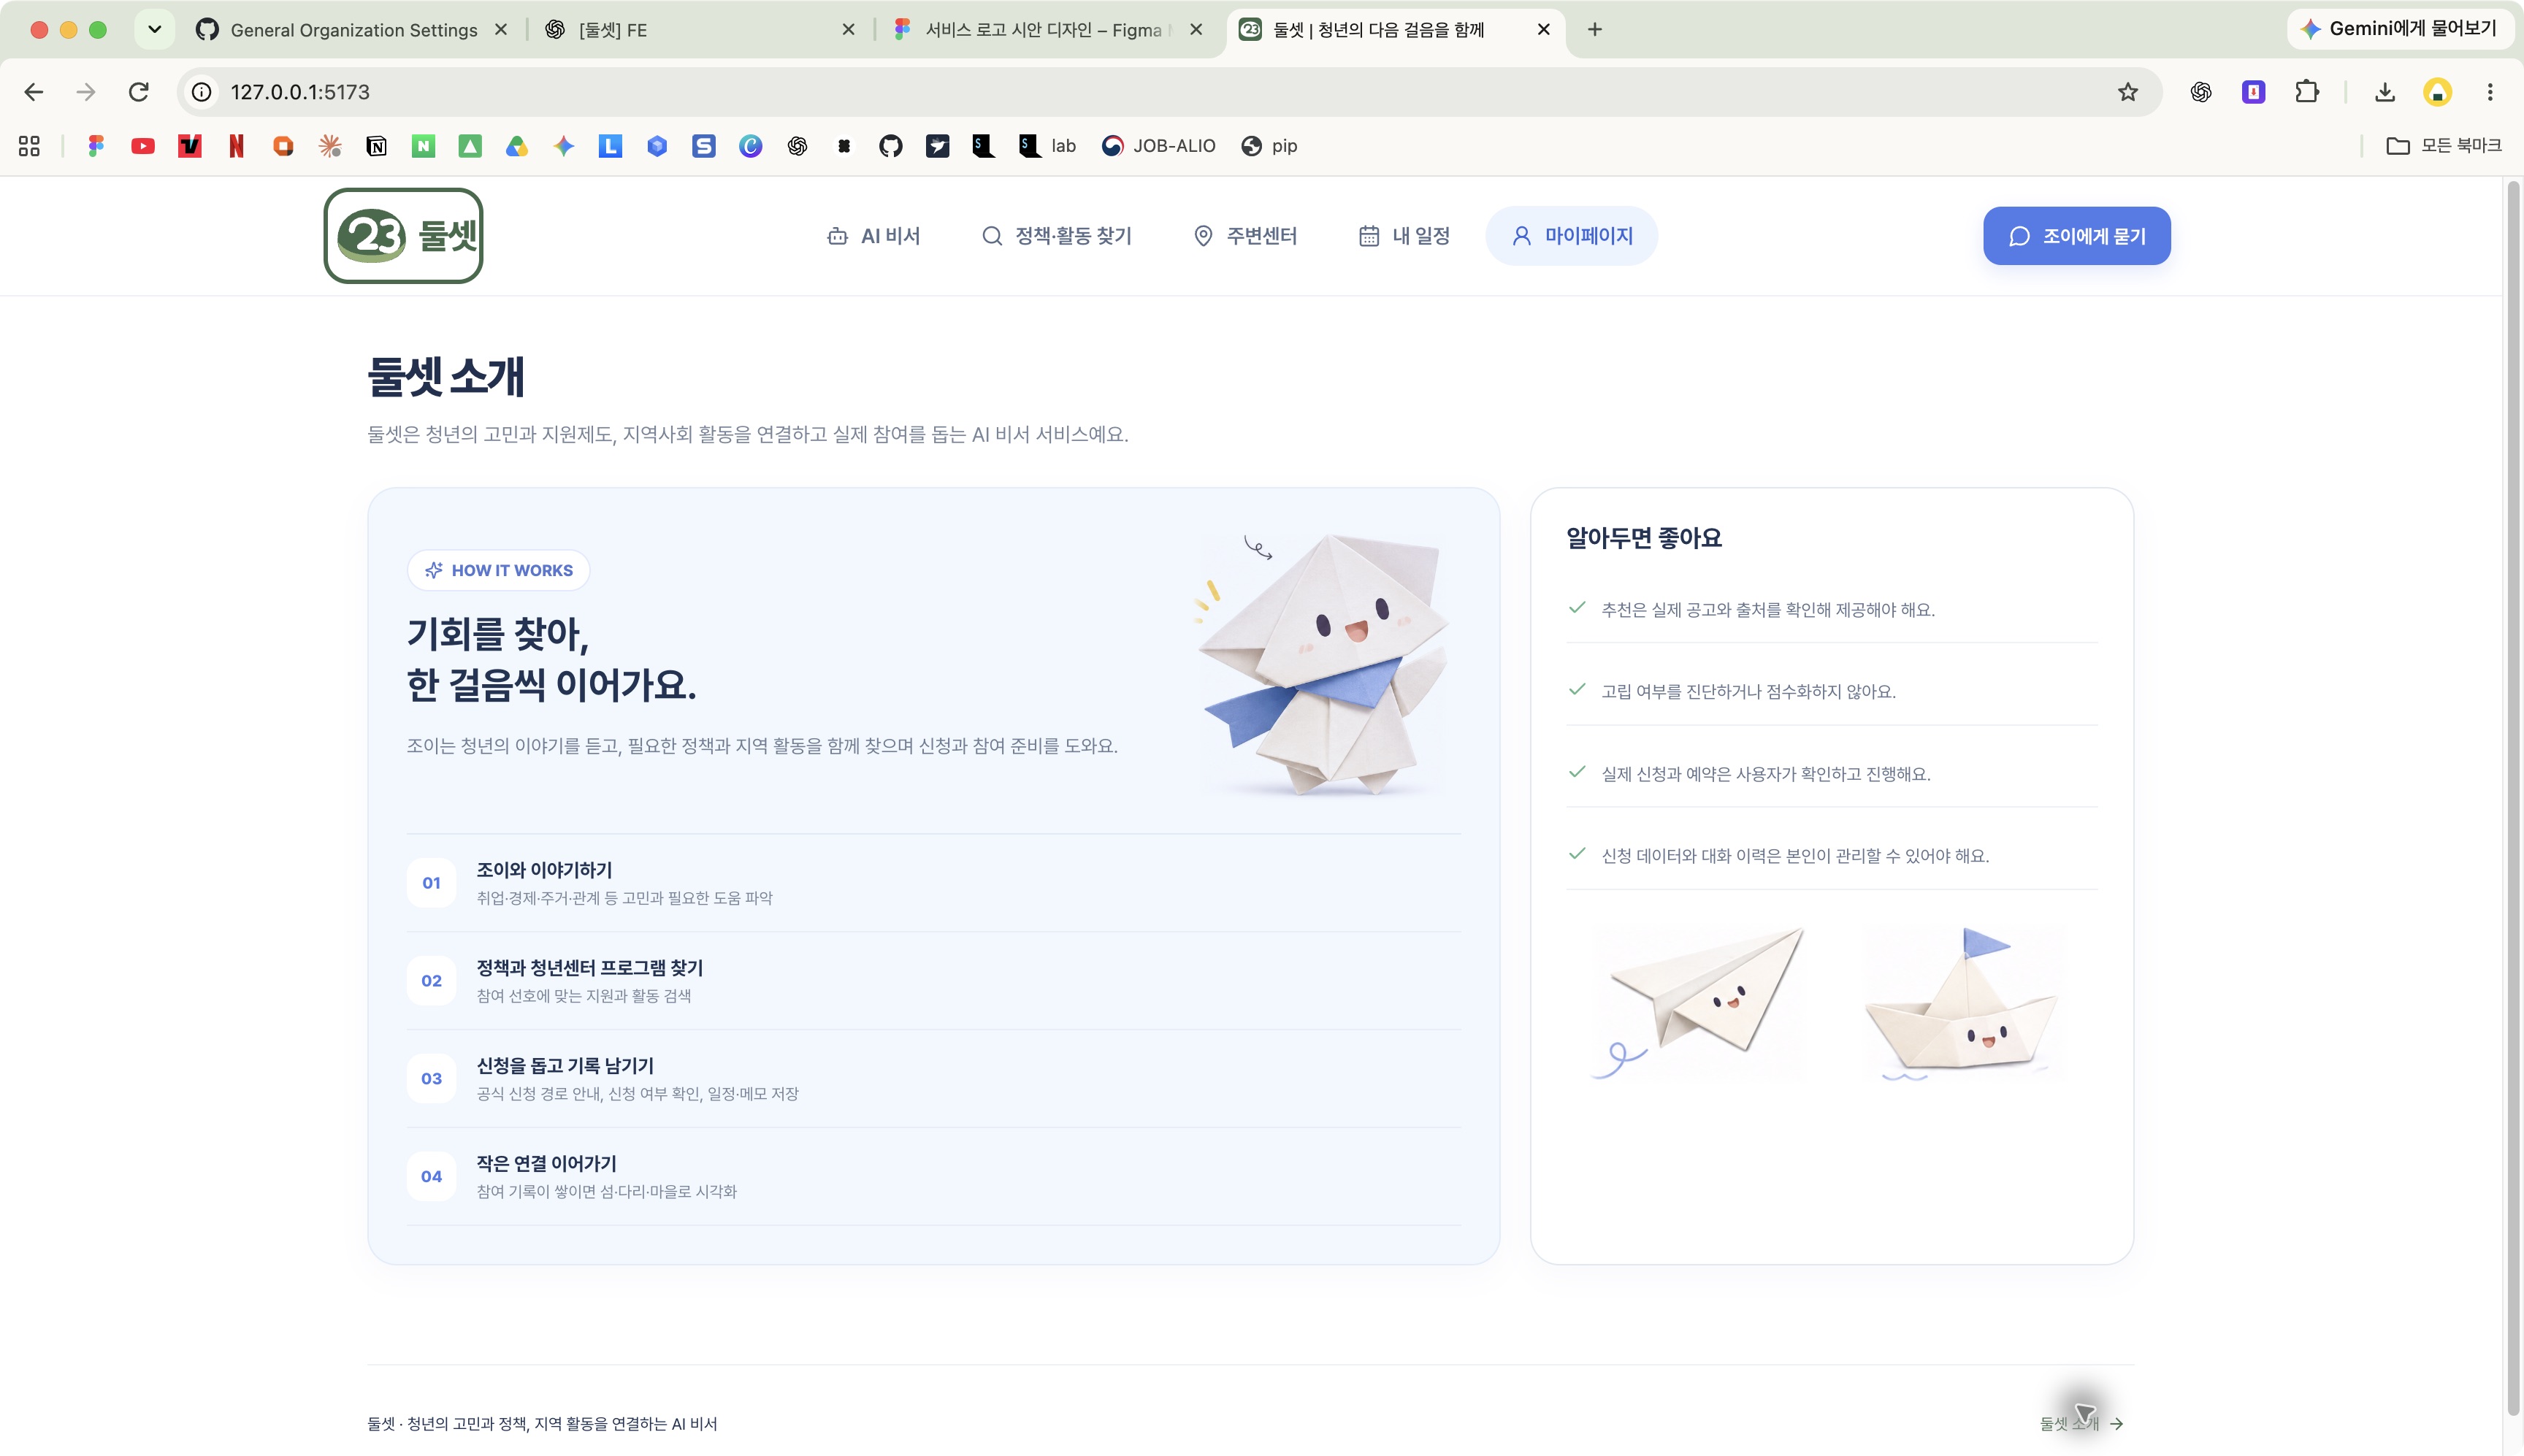 General Organization Settings
[둘셋] FE
서비스 로고 시안 디자인 – Figma
둘셋 | 청년의 다음 걸음을 함께
Gemini에게 물어보기
127.0.0.1:5173
lab
JOB-ALIO
pip
모든 북마크
23 둘셋
AI 비서
정책·활동 찾기
주변센터
내 일정
마이페이지
조이에게 묻기
둘셋 소개
둘셋은 청년의 고민과 지원제도, 지역사회 활동을 연결하고 실제 참여를 돕는 AI 비서 서비스예요.
HOW IT WORKS
기회를 찾아,
한 걸음씩 이어가요.
조이는 청년의 이야기를 듣고, 필요한 정책과 지역 활동을 함께 찾으며 신청과 참여 준비를 도와요.
01
조이와 이야기하기
취업·경제·주거·관계 등 고민과 필요한 도움 파악
02
정책과 청년센터 프로그램 찾기
참여 선호에 맞는 지원과 활동 검색
03
신청을 돕고 기록 남기기
공식 신청 경로 안내, 신청 여부 확인, 일정·메모 저장
04
작은 연결 이어가기
참여 기록이 쌓이면 섬·다리·마을로 시각화
알아두면 좋아요
추천은 실제 공고와 출처를 확인해 제공해야 해요.
고립 여부를 진단하거나 점수화하지 않아요.
실제 신청과 예약은 사용자가 확인하고 진행해요.
신청 데이터와 대화 이력은 본인이 관리할 수 있어야 해요.
둘셋 · 청년의 고민과 정책, 지역 활동을 연결하는 AI 비서
둘셋 소개